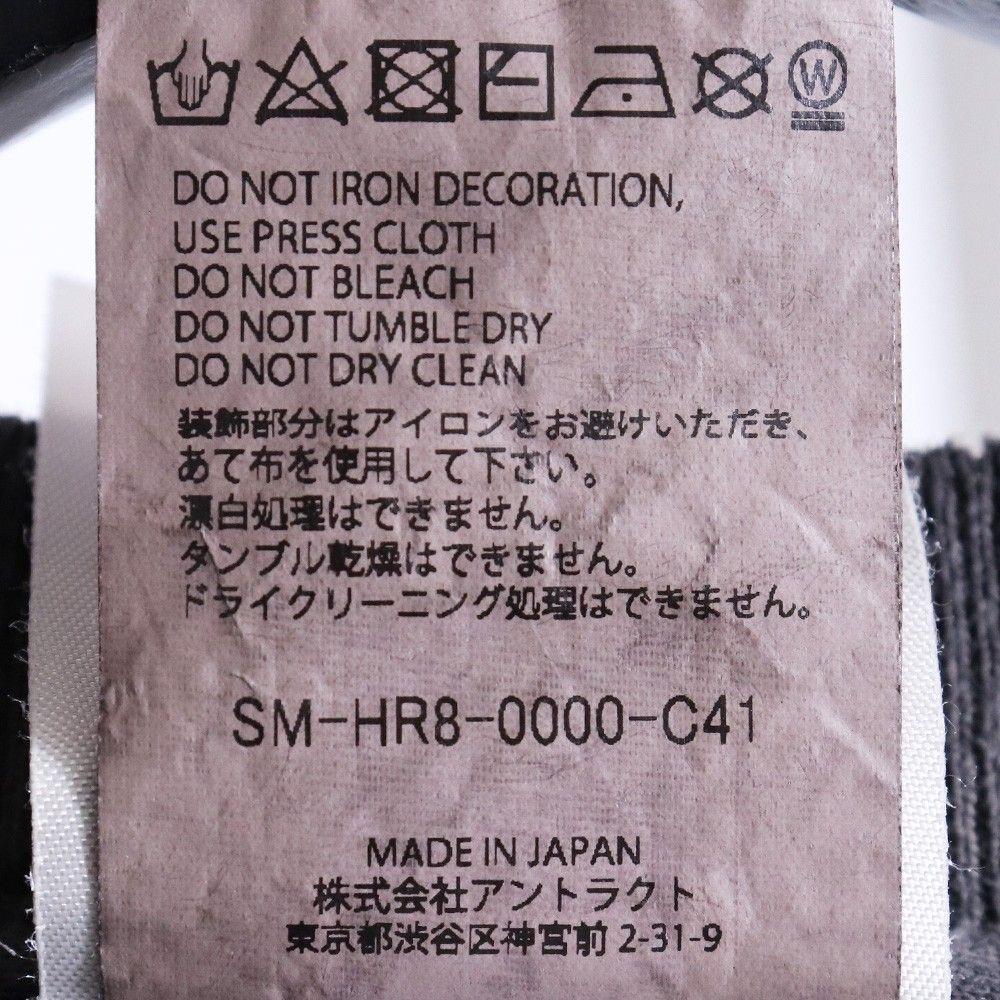 W
DO NOT IRON DECORATION,
USE PRESS CLOTH
DO NOT BLEACH
DO NOT TUMBLE DRY
DO NOT DRY CLEAN
装飾部分はアイロンをお避けいただき、
あて布を使用して下さい。
漂白処理はできません。
タンブル乾燥はできません。
ドライクリーニング処理はできません。
SM-HR8-0000-C41
MADE IN JAPAN
株式会社アントラクト
東京都渋谷区神宮前 2-31-9